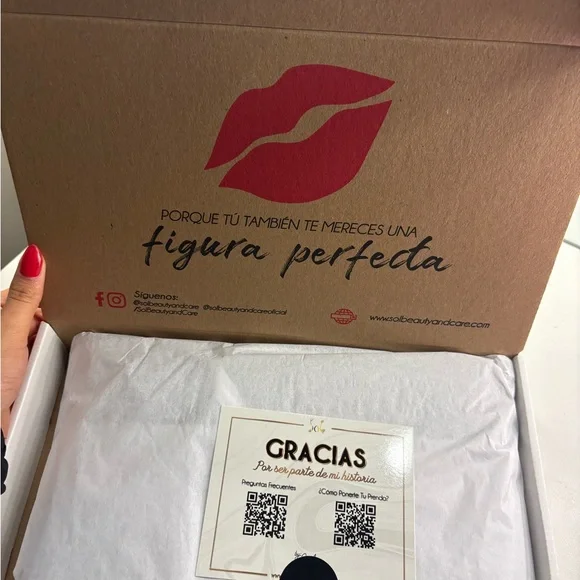 PORQUE TÚ TAMBIÉN TE MERECES UNA
figura perfecta
Síguenos:
@solbeautyandcare @solbeautyandcareoficial
/SolBeautyandCare
www.solbeautyandcare.com
GRACIAS
Por ser parte de mi historia
Preguntas Frecuentes
¿Cómo Ponerte Tu Prenda?